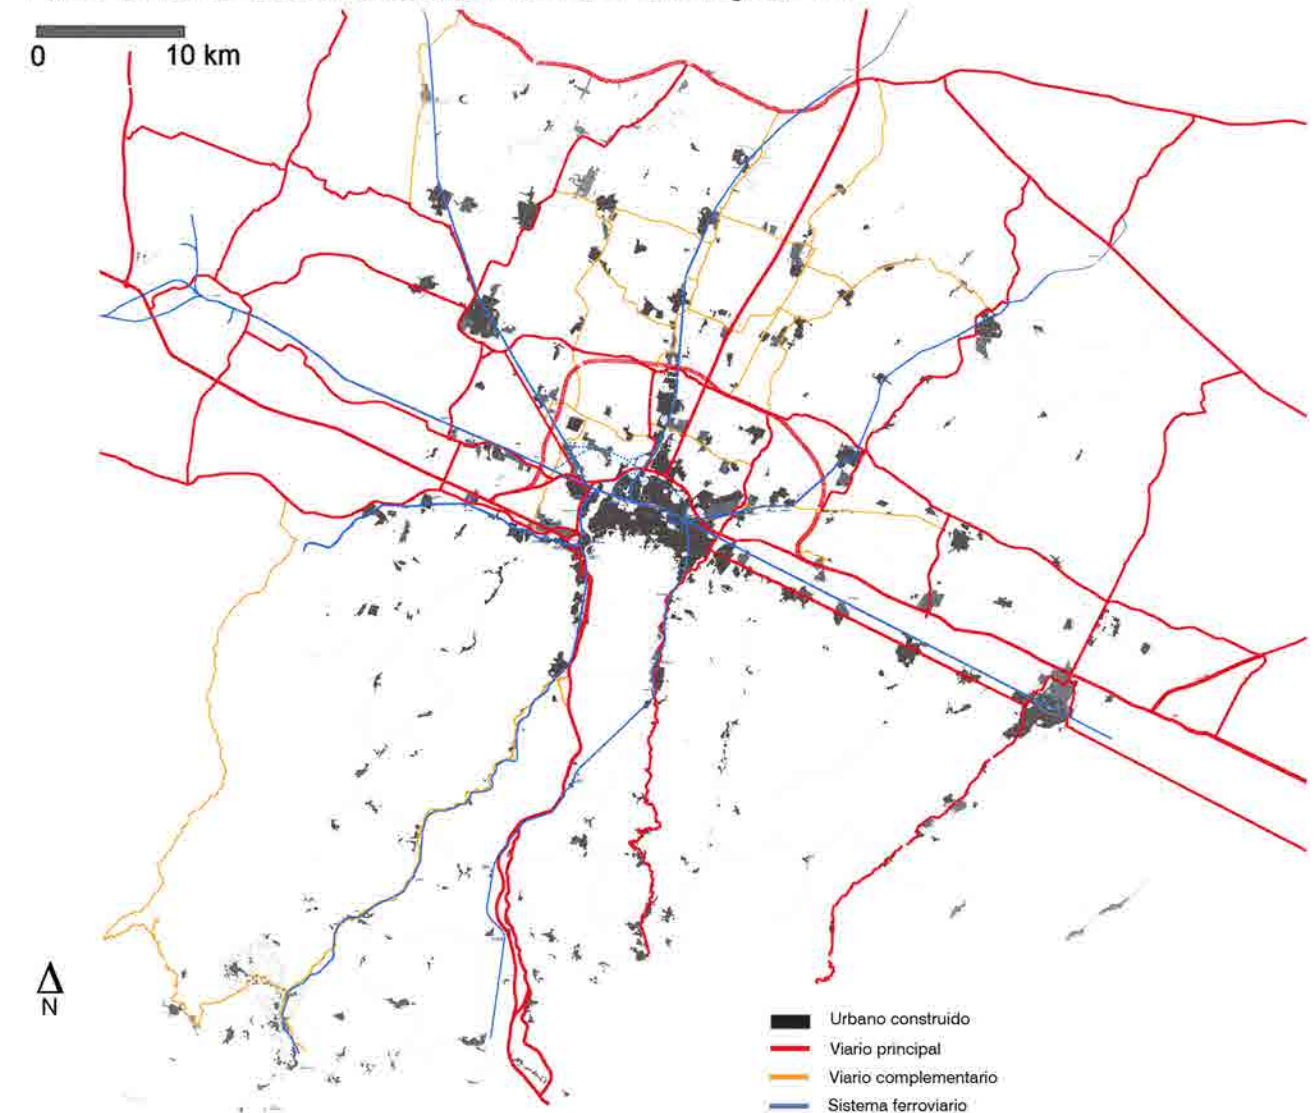 0 10 km
Δ
N
Urbano construido
Viario principal
Viario complementario
Sistema ferroviario